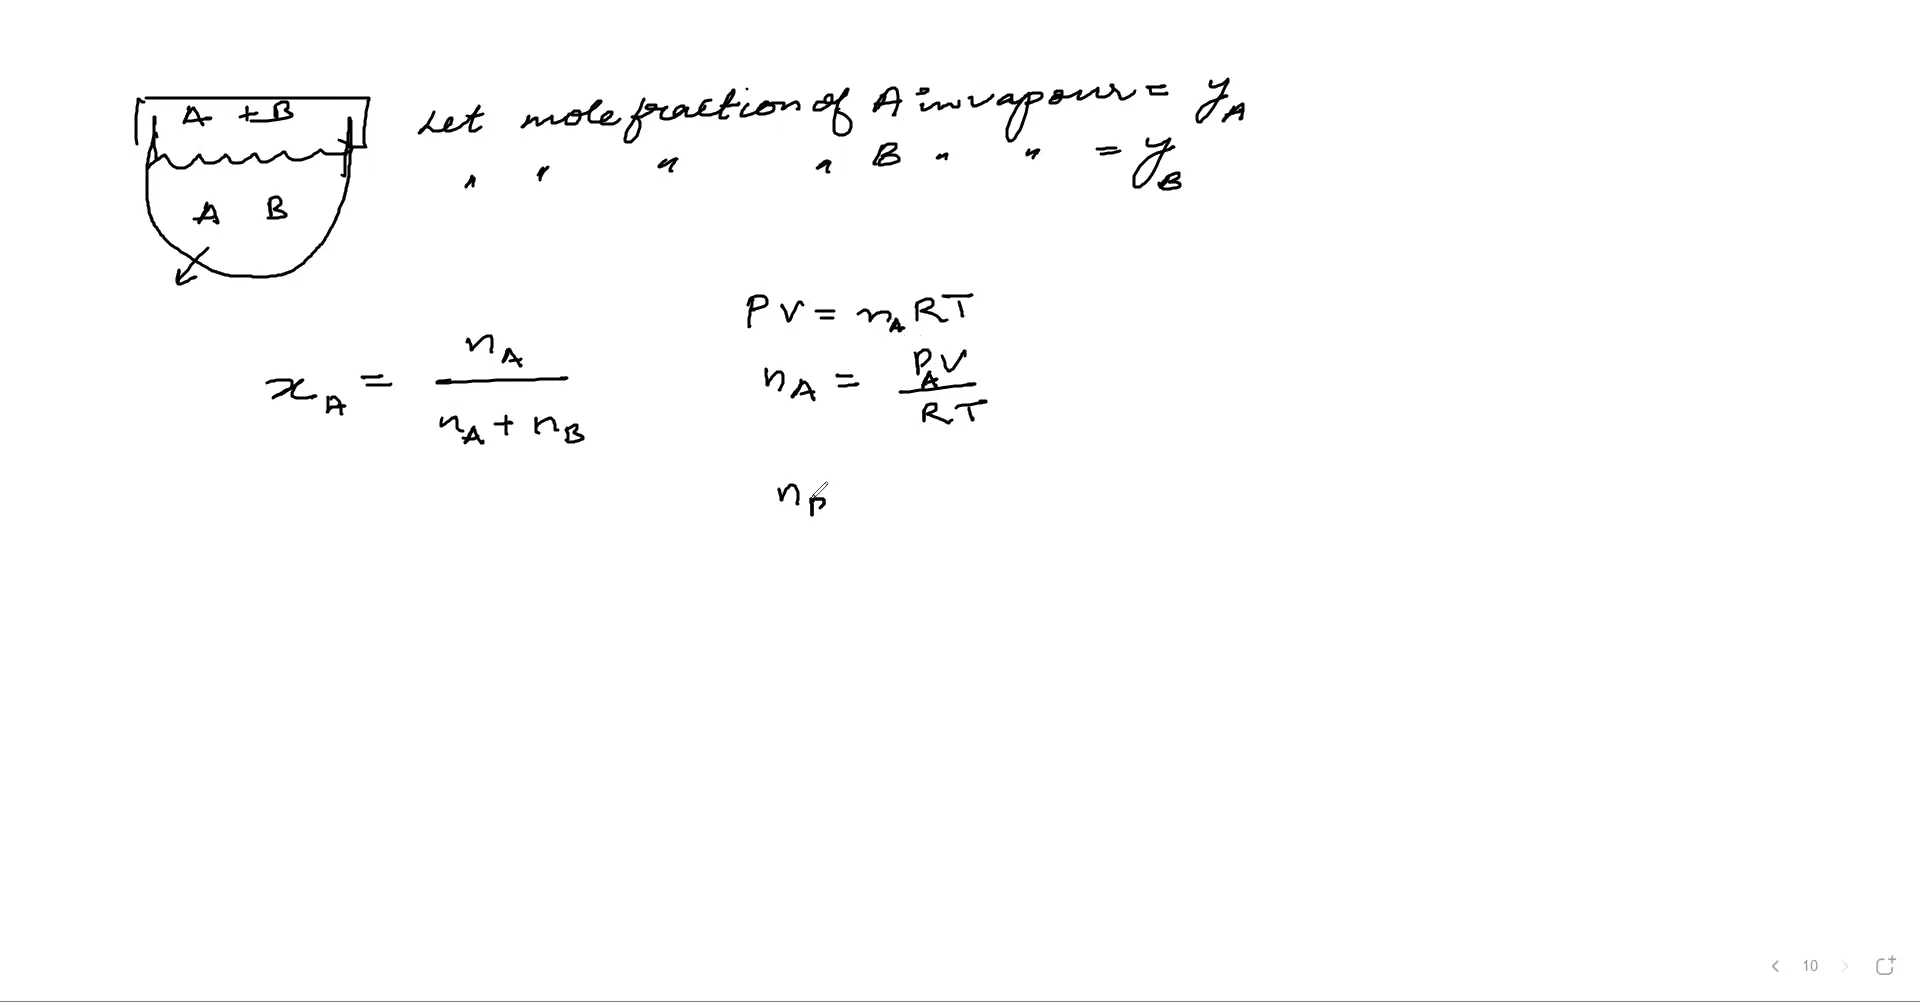 A + B
Let mole fraction of A in vapour = y_A
" " " " B " " = y_B
A B
PV = n_A RT
x_A = n_A / (n_A + n_B)
n_A = P_A V / RT
n
10